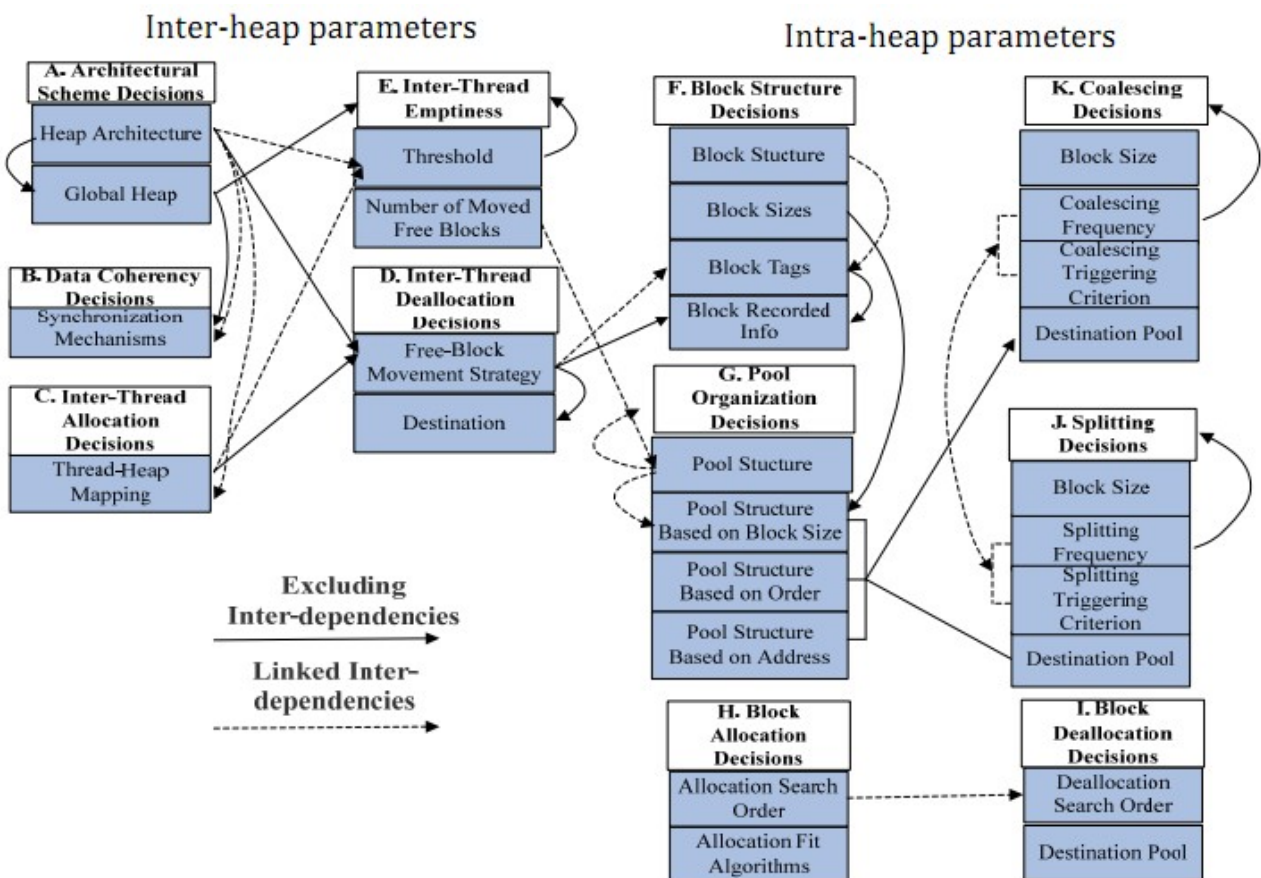 Inter-heap parameters
Intra-heap parameters
A. Architectural
Scheme Decisions
Heap Architecture
Global Heap
B. Data Coherency
Decisions
Synchronization
Mechanisms
C. Inter-Thread
Allocation
Decisions
Thread-Heap
Mapping
E. Inter-Thread
Emptiness
Threshold
Number of Moved
Free Blocks
D. Inter-Thread
Deallocation
Decisions
Free-Block
Movement Strategy
Destination
Excluding
Inter-dependencies
Linked Inter-
dependencies
F. Block Structure
Decisions
Block Stucture
Block Sizes
Block Tags
Block Recorded
Info
G. Pool
Organization
Decisions
Pool Stucture
Pool Structure
Based on Block Size
Pool Structure
Based on Order
Pool Structure
Based on Address
H. Block
Allocation
Decisions
Allocation Search
Order
Allocation Fit
Algorithms
K. Coalescing
Decisions
Block Size
Coalescing
Frequency
Coalescing
Triggering
Criterion
Destination Pool
J. Splitting
Decisions
Block Size
Splitting
Frequency
Splitting
Triggering
Criterion
Destination Pool
I. Block
Deallocation
Decisions
Deallocation
Search Order
Destination Pool